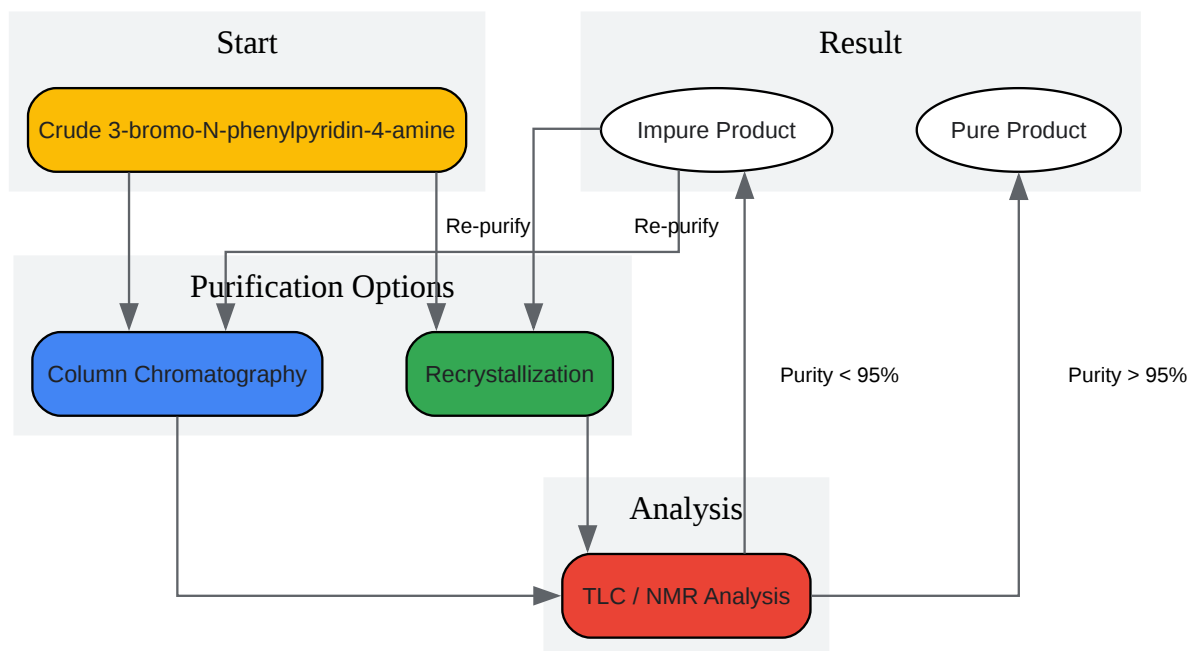 Start
Result
Crude 3-bromo-N-phenylpyridin-4-amine
Impure Product
Pure Product
Re-purify
Re-purify
Purification Options
Column Chromatography
Recrystallization
Purity < 95%
Purity > 95%
Analysis
TLC / NMR Analysis